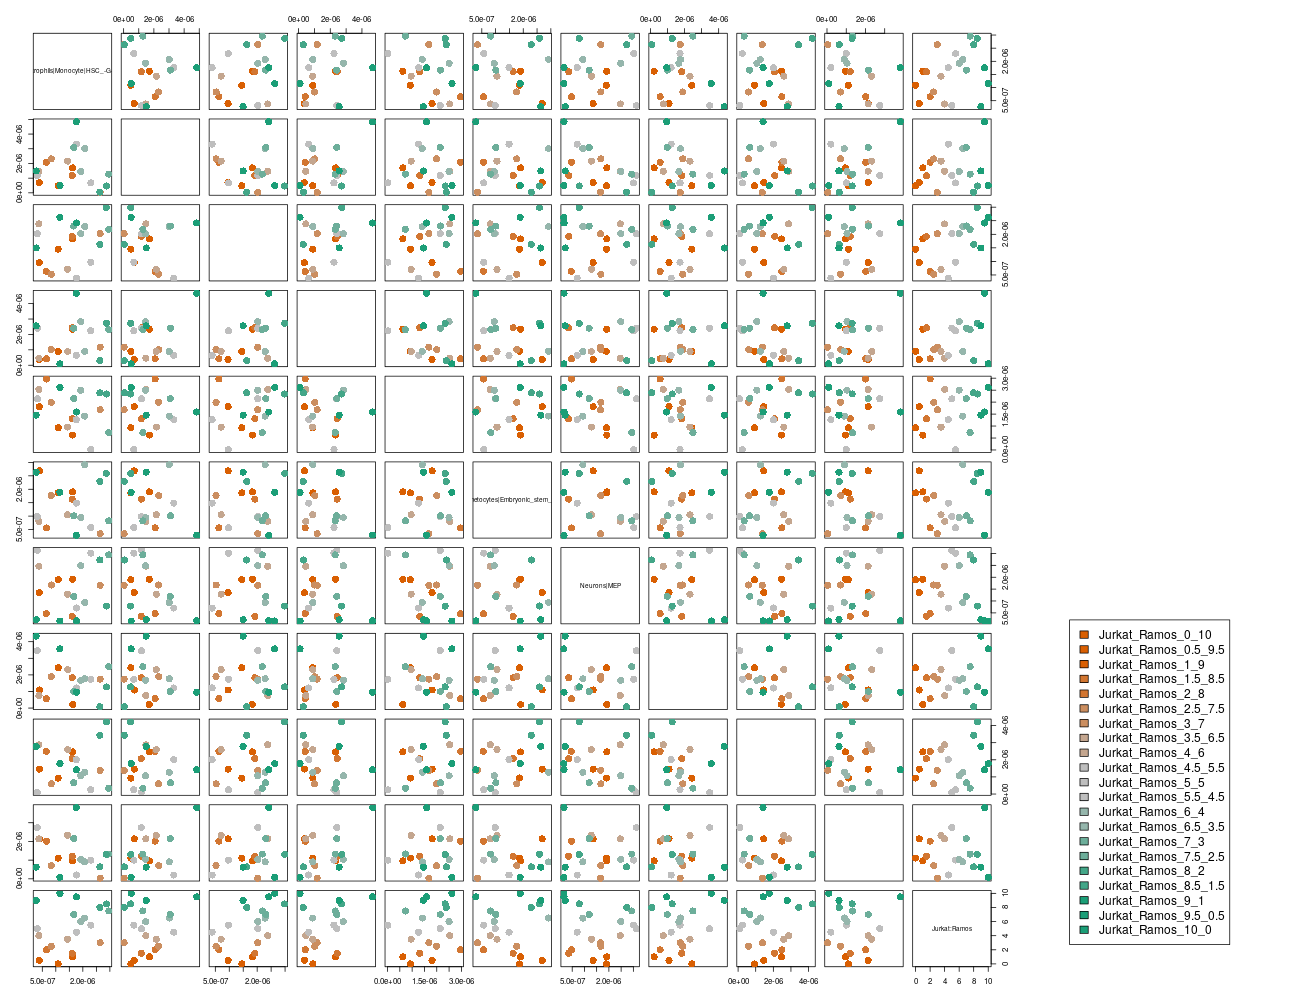 0e+00 2e-06 4e-06
0e+00 2e-06 4e-06
5.0e-07 2.0e-06
0e+00 2e-06 4e-06
0e+00 2e-06
rophils|Monocyte|HSC_-G
5.0e-07 2.0e-06
0e+00 2e-06 4e-06
5.0e-07 2.0e-06
0e+00 2e-06 4e-06
0.0e+00 1.5e-06 3.0e-06
5.0e-07 2.0e-06
etocytes|Embryonic_stem_
5.0e-07 2.0e-06
Neurons|MEP
0e+00 2e-06 4e-06
0e+00 2e-06 4e-06
0e+00 2e-06
Jurkat:Ramos
0 2 4 6 8 10
5.0e-07 2.0e-06
5.0e-07 2.0e-06
0.0e+00 1.5e-06 3.0e-06
5.0e-07 2.0e-06
0e+00 2e-06 4e-06
0 2 4 6 8 10
Jurkat_Ramos_0_10
Jurkat_Ramos_0.5_9.5
Jurkat_Ramos_1_9
Jurkat_Ramos_1.5_8.5
Jurkat_Ramos_2_8
Jurkat_Ramos_2.5_7.5
Jurkat_Ramos_3_7
Jurkat_Ramos_3.5_6.5
Jurkat_Ramos_4_6
Jurkat_Ramos_4.5_5.5
Jurkat_Ramos_5_5
Jurkat_Ramos_5.5_4.5
Jurkat_Ramos_6_4
Jurkat_Ramos_6.5_3.5
Jurkat_Ramos_7_3
Jurkat_Ramos_7.5_2.5
Jurkat_Ramos_8_2
Jurkat_Ramos_8.5_1.5
Jurkat_Ramos_9_1
Jurkat_Ramos_9.5_0.5
Jurkat_Ramos_10_0